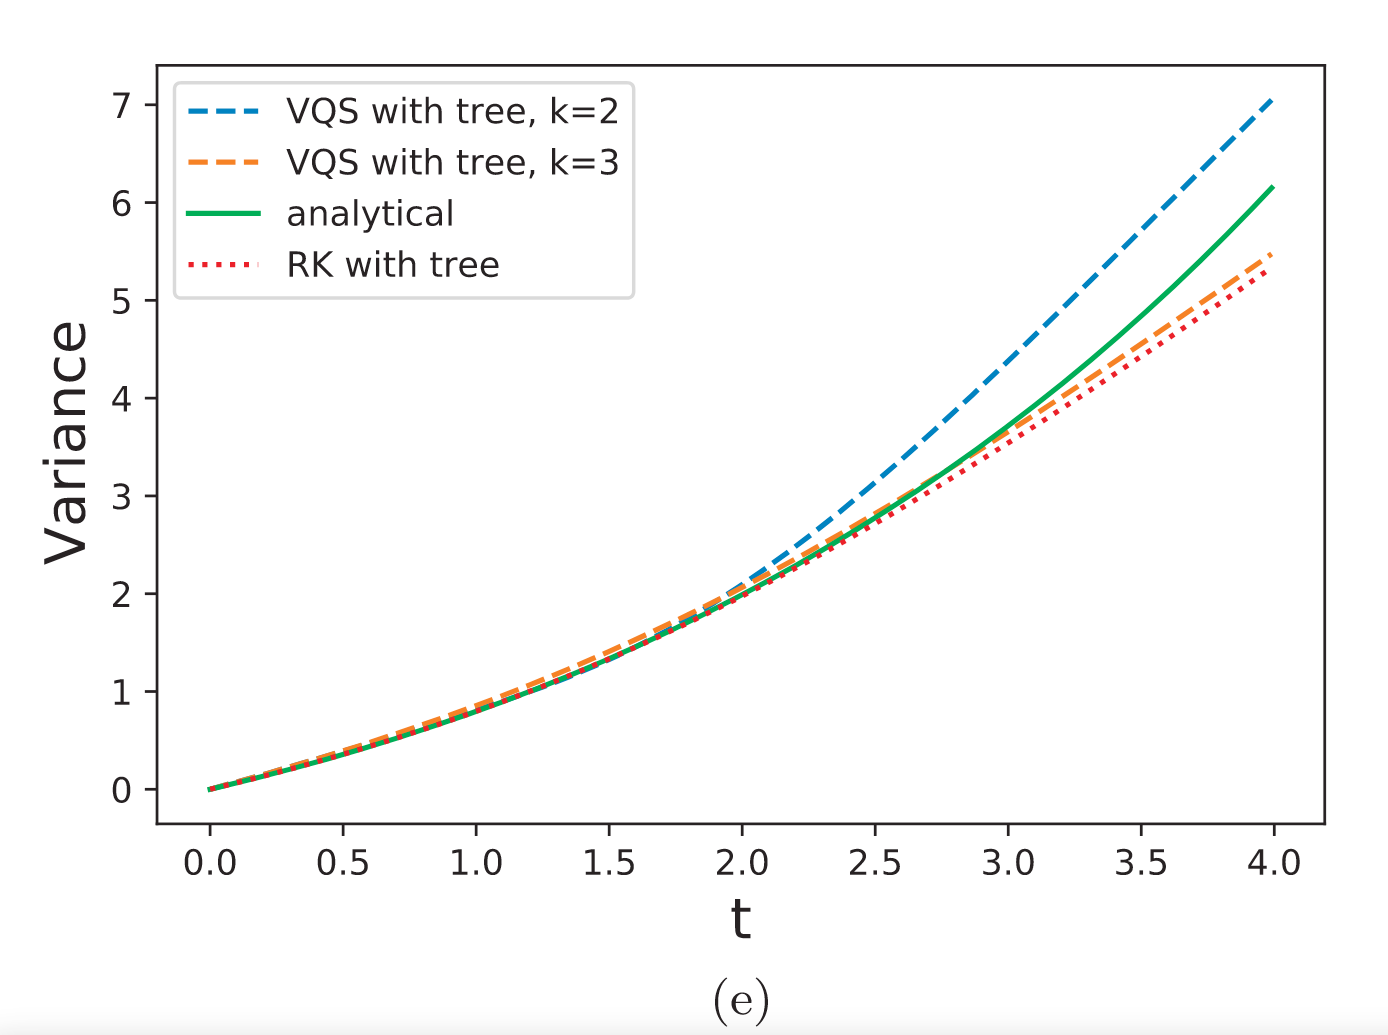 VQS with tree, k=2
VQS with tree, k=3
analytical
RK with tree
7
6
5
4
3
2
1
0
Variance
0.0 0.5 1.0 1.5 2.0 2.5 3.0 3.5 4.0
t
(e)